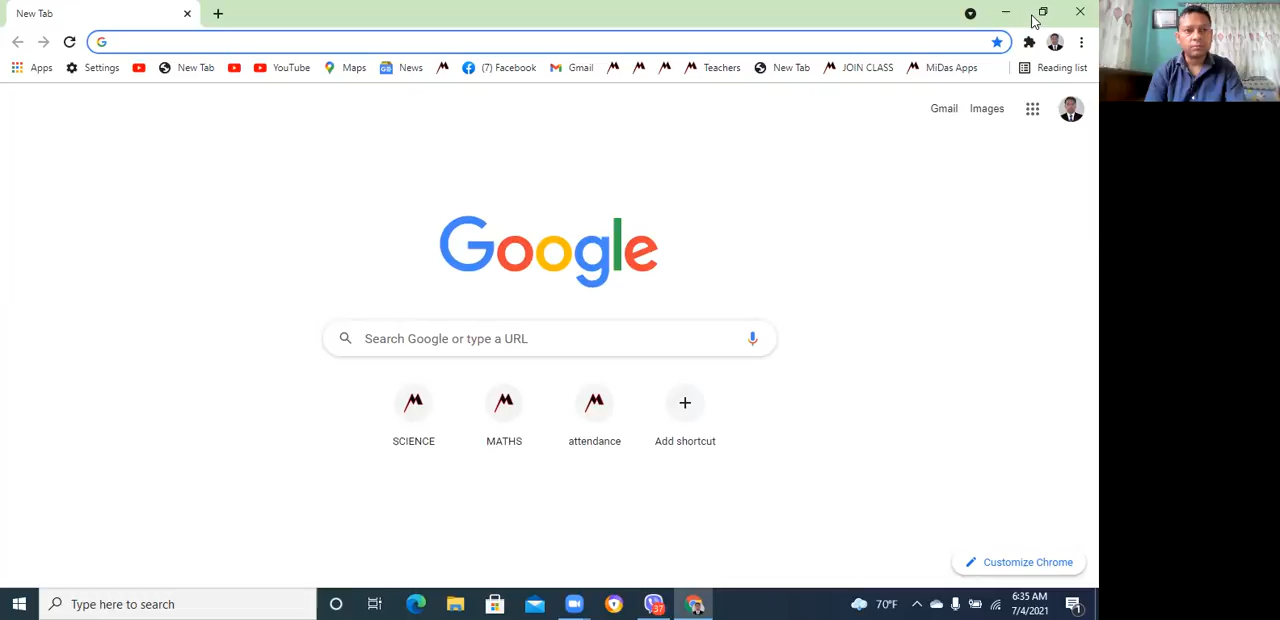 New Tab
Apps Settings New Tab YouTube Maps News (7) Facebook Gmail Teachers New Tab JOIN CLASS MiDas Apps Reading list
Gmail Images
Google
Search Google or type a URL
SCIENCE MATHS attendance Add shortcut
Customize Chrome
Type here to search
37
70°F
6:35 AM
7/4/2021
1